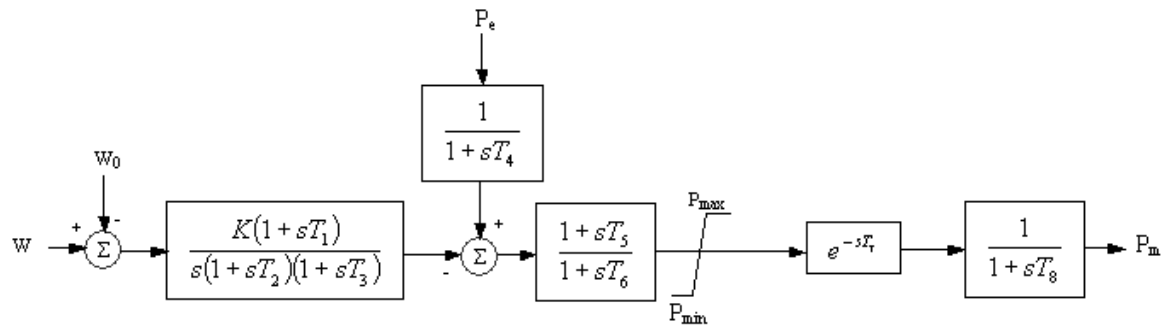 Pₑ
1
1 + sT₄
W₀
+
-
W
Σ
K(1 + sT₁)
s(1 + sT₂)(1 + sT₃)
-
+
Σ
1 + sT₅
1 + sT₆
Pmax
Pmin
e^{-sT₇}
1
1 + sT₈
Pm